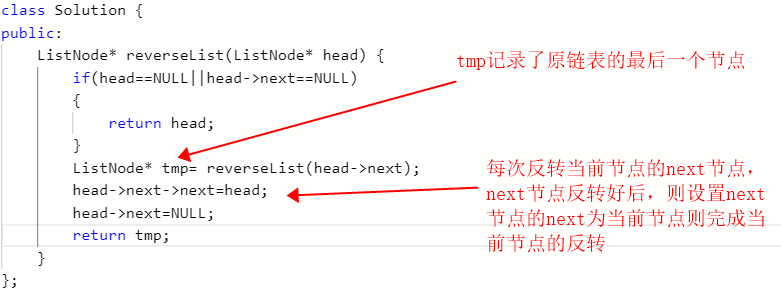 class Solution {
public:
    ListNode* reverseList(ListNode* head) {
        if(head==NULL||head->next==NULL)
        {
            return head;
        }
        ListNode* tmp= reverseList(head->next);
        head->next->next=head;
        head->next=NULL;
        return tmp;
    }
};
tmp记录了原链表的最后一个节点
每次反转当前节点的next节点，
next节点反转好后，则设置next
节点的next为当前节点则完成当
前节点的反转